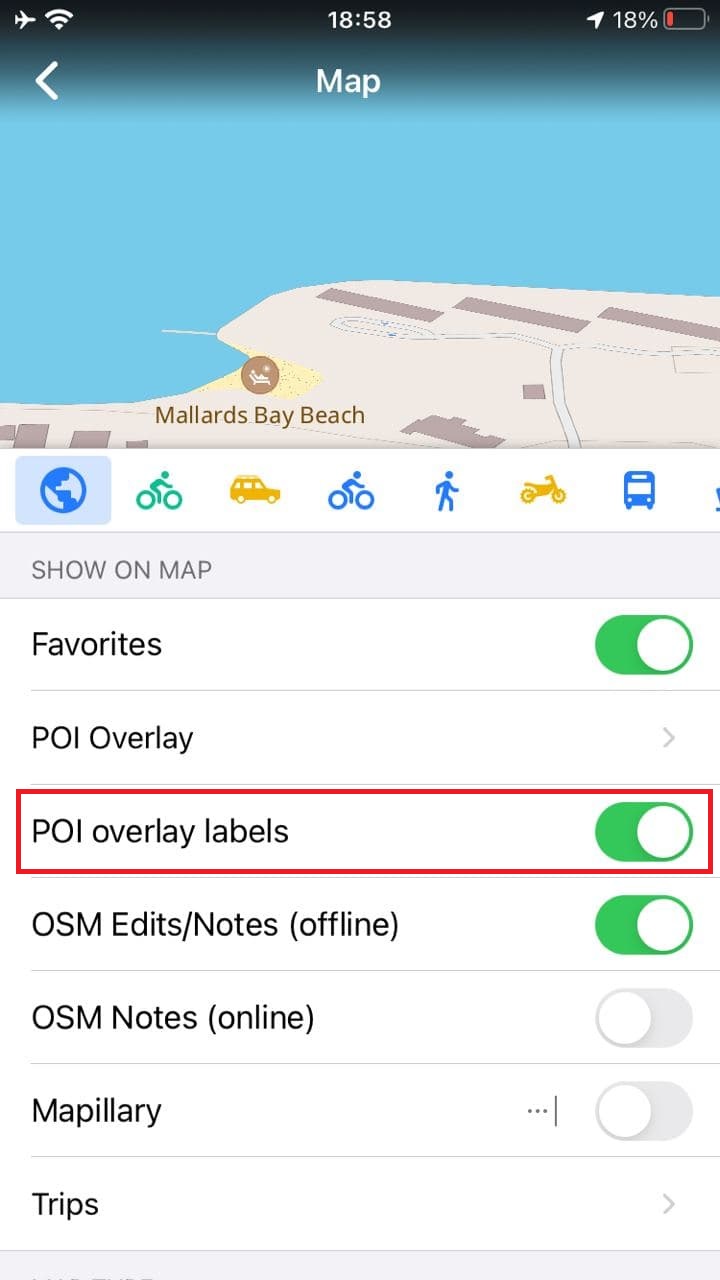 18:58
18%
Map
Mallards Bay Beach
SHOW ON MAP
Favorites
POI Overlay
POI overlay labels
OSM Edits/Notes (offline)
OSM Notes (online)
Mapillary
Trips